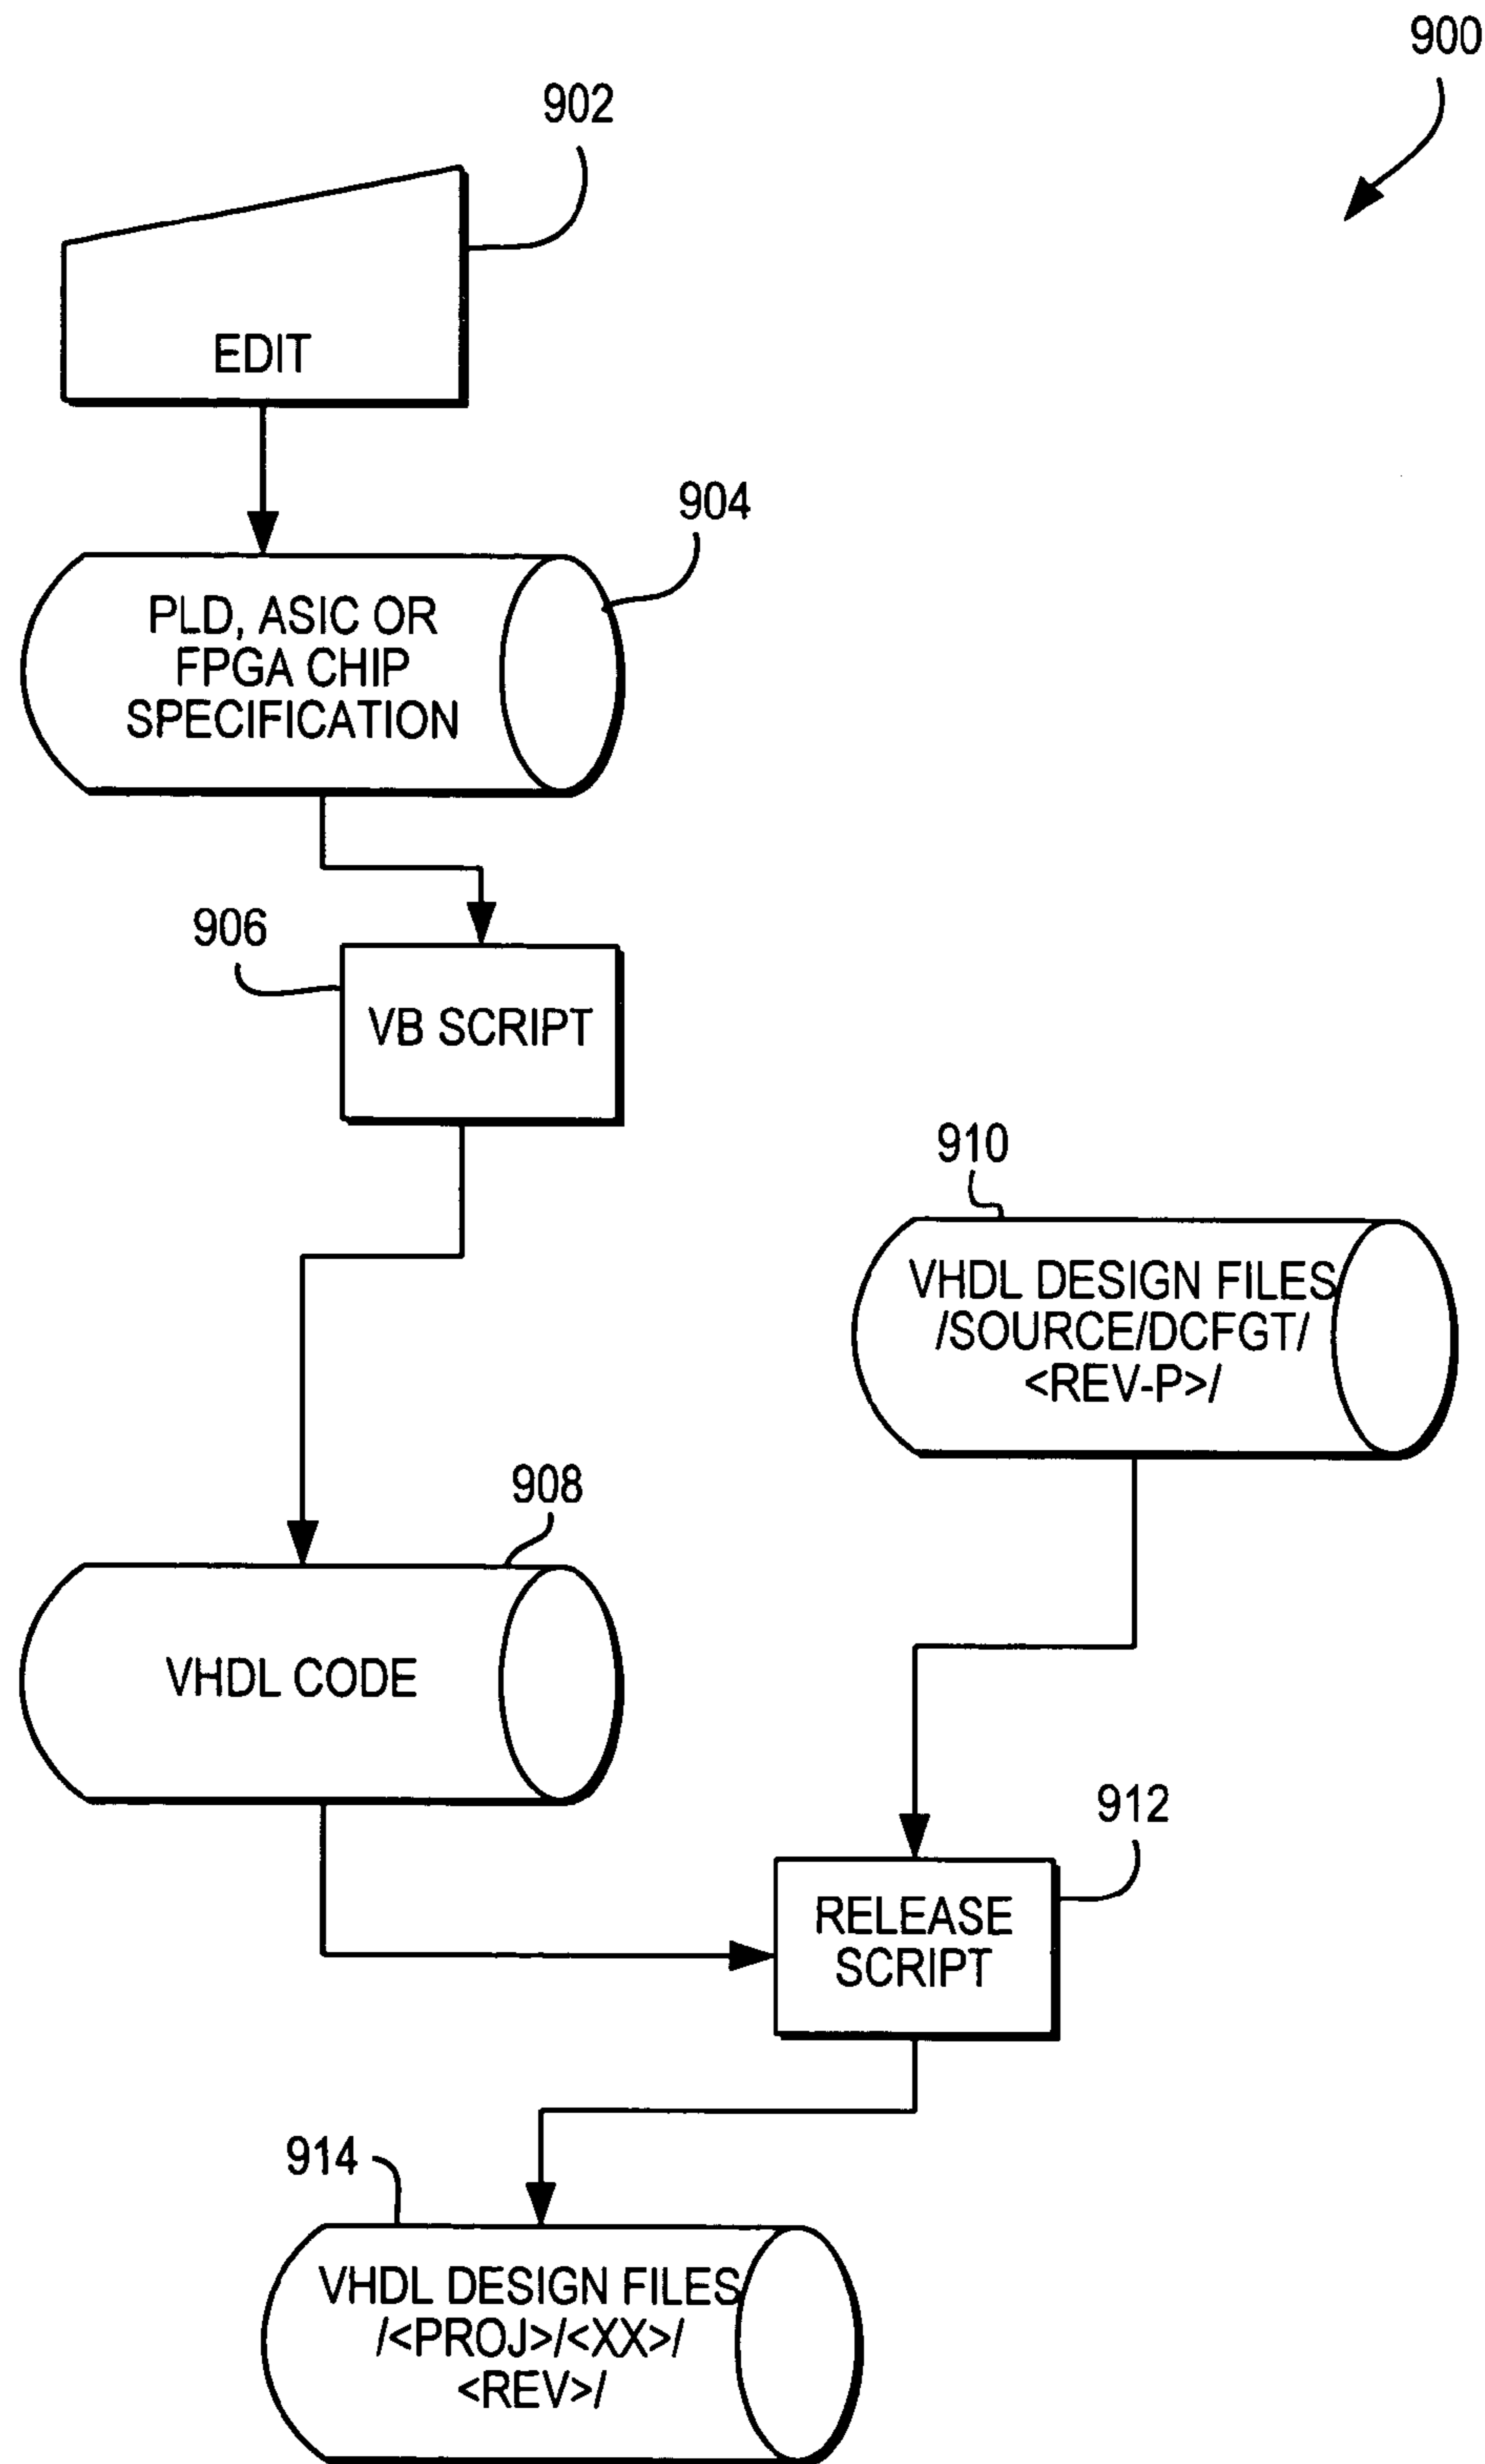 900
902
EDIT
904
PLD, ASIC OR
FPGA CHIP
SPECIFICATION
906
VB SCRIPT
910
VHDL DESIGN FILES
/SOURCE/DCFGT/
<REV-P>/
908
VHDL CODE
912
RELEASE
SCRIPT
914
VHDL DESIGN FILES
/<PROJ>/<XX>/
<REV>/